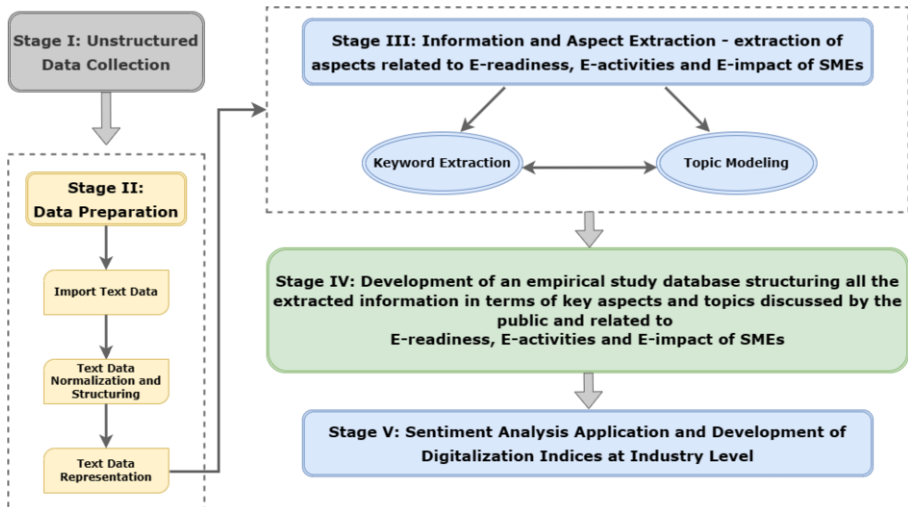 Stage I: Unstructured
Data Collection
Stage II:
Data Preparation
Import Text Data
Text Data
Normalization and
Structuring
Text Data
Representation
Stage III: Information and Aspect Extraction - extraction of
aspects related to E-readiness, E-activities and E-impact of SMEs
Keyword Extraction
Topic Modeling
Stage IV: Development of an empirical study database structuring all the
extracted information in terms of key aspects and topics discussed by the
public and related to
E-readiness, E-activities and E-impact of SMEs
Stage V: Sentiment Analysis Application and Development of
Digitalization Indices at Industry Level